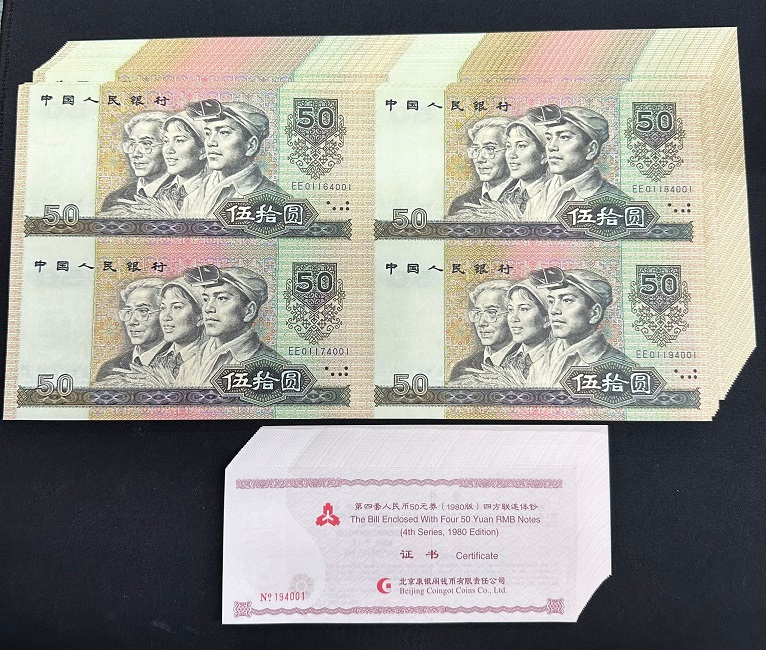 中国人民银行
50
EE01164001
50
伍拾圆
中国人民银行
50
EE01184001
50
伍拾圆
中国人民银行
50
EE01174001
50
伍拾圆
中国人民银行
50
EE01194001
50
伍拾圆
第四套人民币50元券(1980版)四方联连体钞
The Bill Enclosed With Four 50 Yuan RMB Notes
(4th Series, 1980 Edition)
证书 Certificate
北京康银阁钱币有限责任公司
Beijing Coingot Coins Co., Ltd.
№ 194001